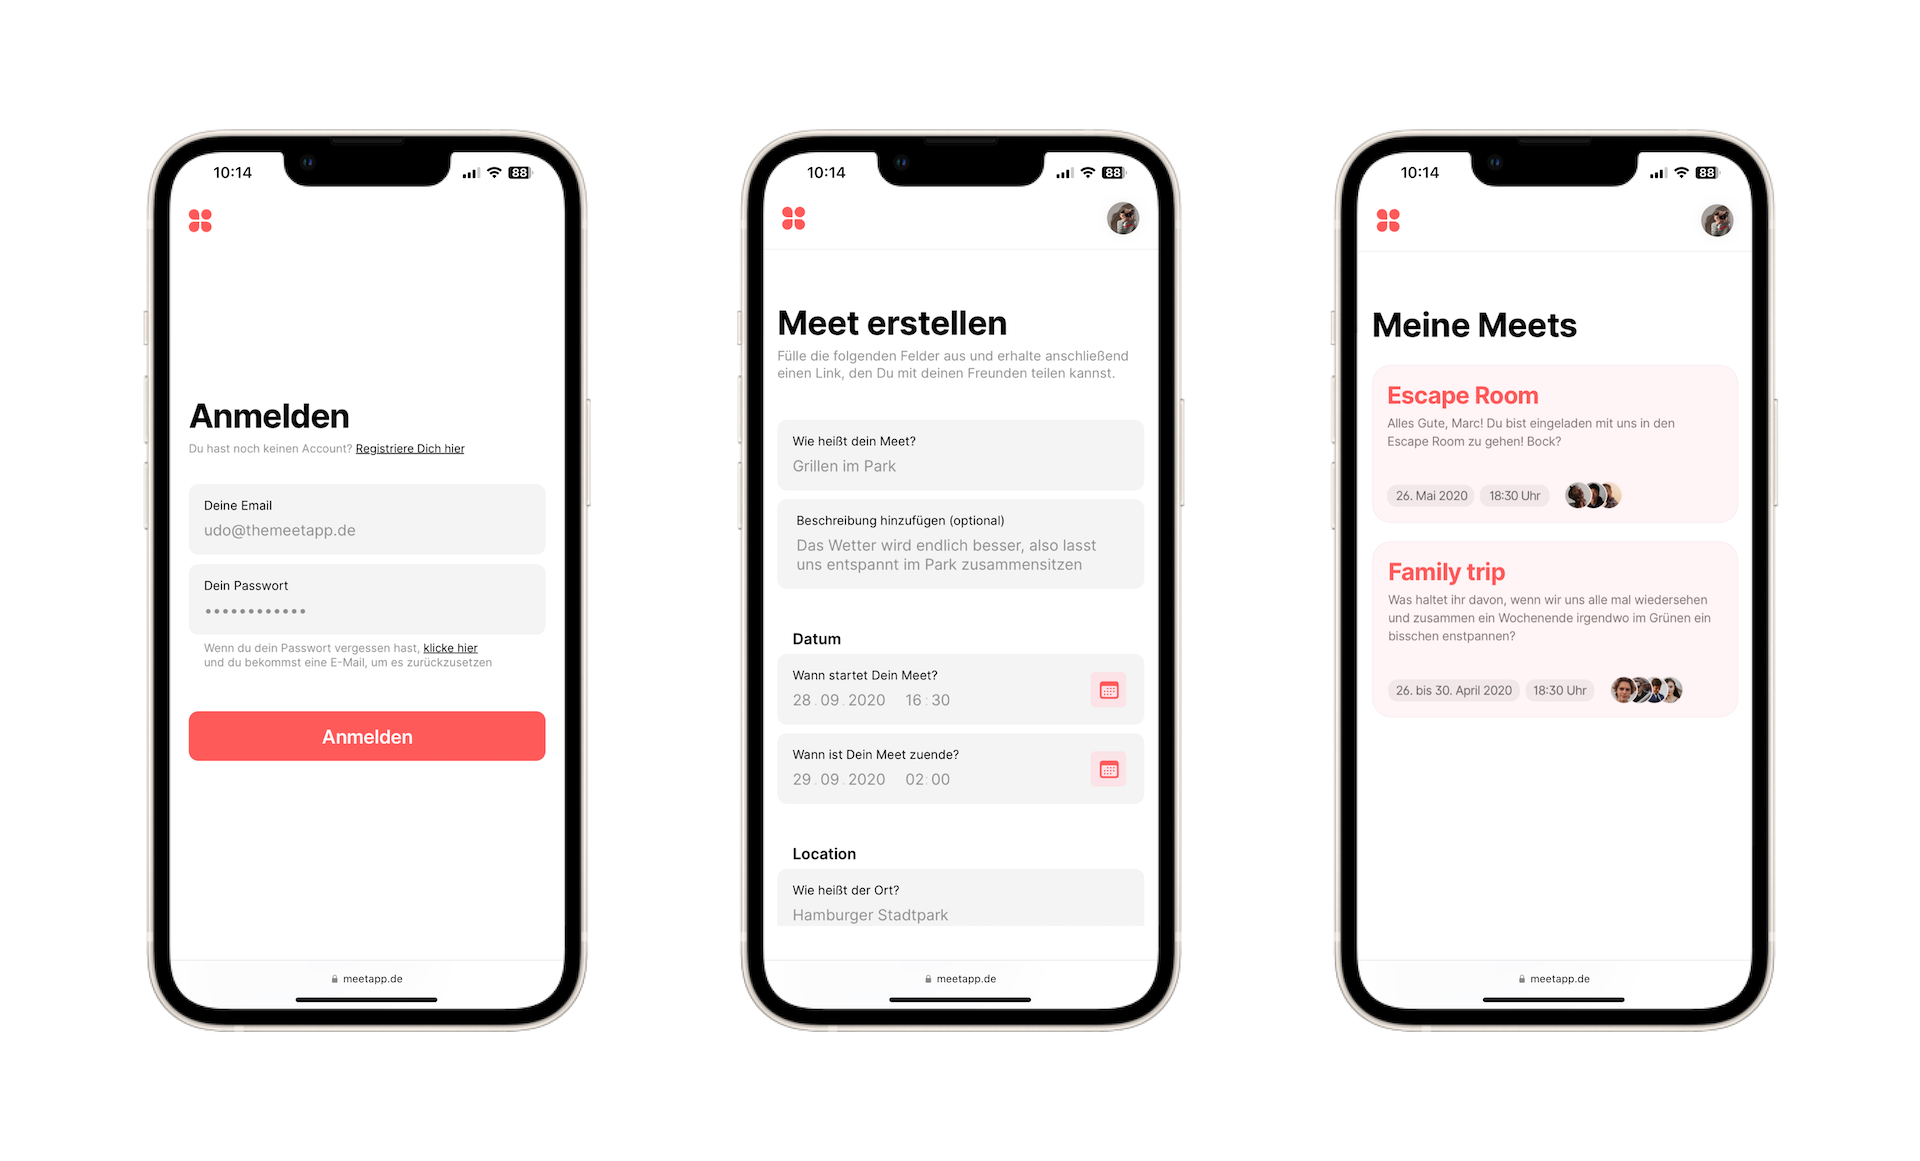 10:14
88
Anmelden
Du hast noch keinen Account? Registriere Dich hier
Deine Email
udo@themeetapp.de
Dein Passwort
••••••••••••
Wenn du dein Passwort vergessen hast, klicke hier
und du bekommst eine E-Mail, um es zurückzusetzen
Anmelden
meetapp.de
10:14
88
Meet erstellen
Fülle die folgenden Felder aus und erhalte anschließend
einen Link, den Du mit deinen Freunden teilen kannst.
Wie heißt dein Meet?
Grillen im Park
Beschreibung hinzufügen (optional)
Das Wetter wird endlich besser, also lasst
uns entspannt im Park zusammensitzen
Datum
Wann startet Dein Meet?
28.09.2020 16:30
Wann ist Dein Meet zuende?
29.09.2020 02:00
Location
Wie heißt der Ort?
Hamburger Stadtpark
meetapp.de
10:14
88
Meine Meets
Escape Room
Alles Gute, Marc! Du bist eingeladen mit uns in den
Escape Room zu gehen! Bock?
26. Mai 2020 18:30 Uhr
Family trip
Was haltet ihr davon, wenn wir uns alle mal wiedersehen
und zusammen ein Wochenende irgendwo im Grünen ein
bisschen enstpannen?
26. bis 30. April 2020 18:30 Uhr
meetapp.de